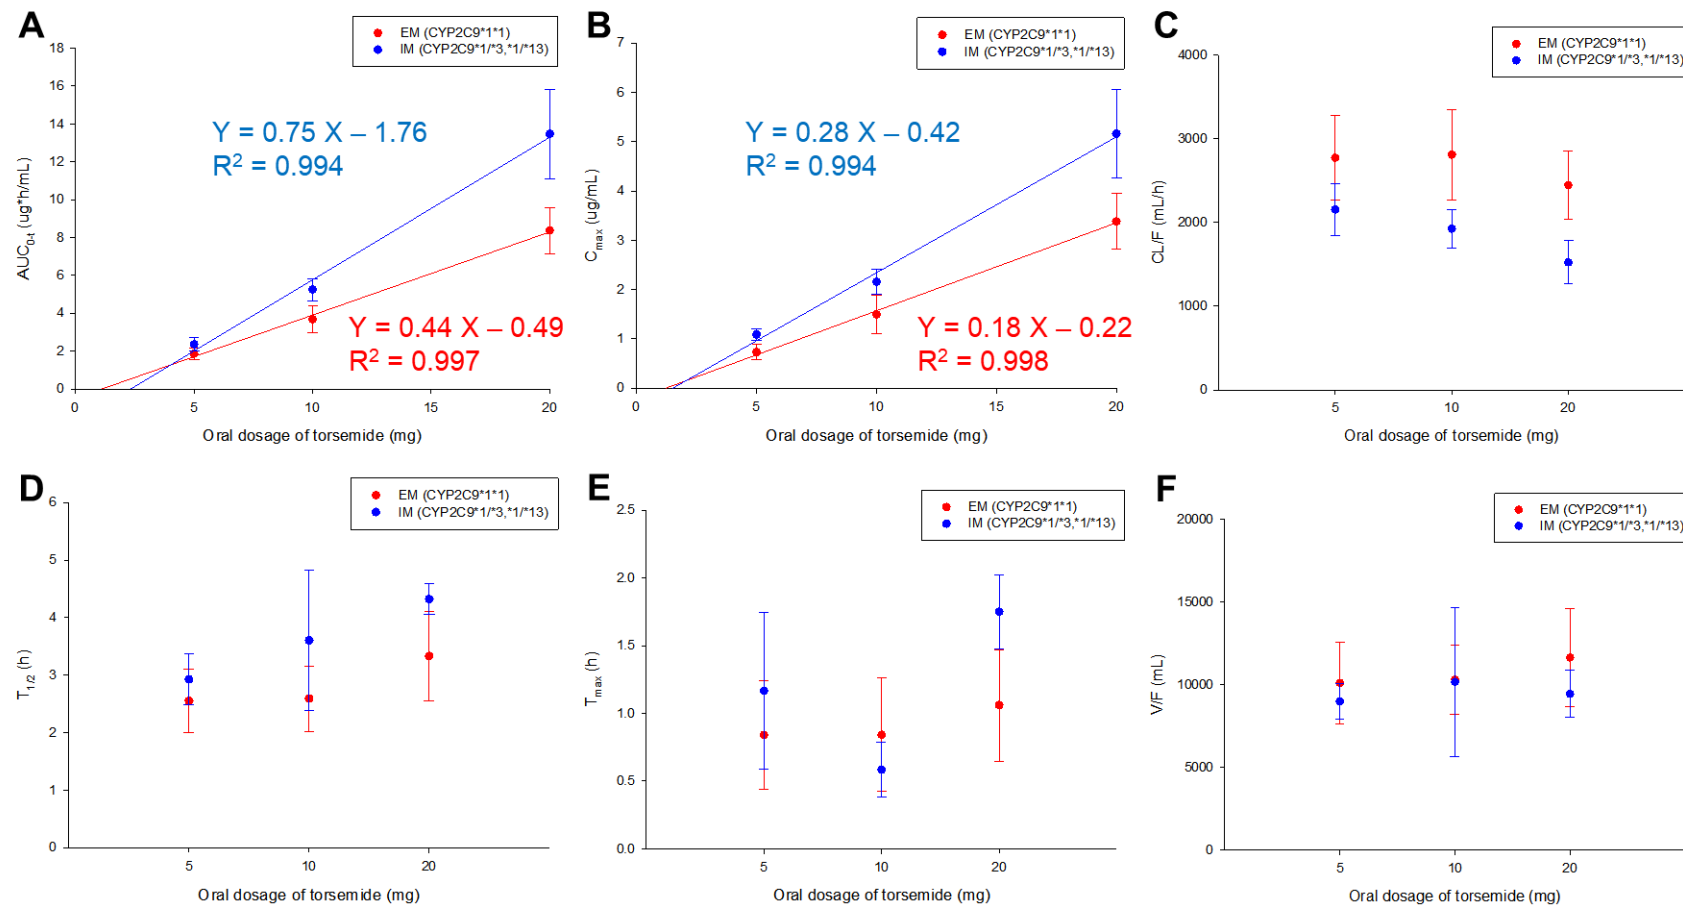 A
EM (CYP2C9*1*1)
IM (CYP2C9*1/*3,*1/*13)
18
16
14
12
10
8
6
4
2
0
AUC0-t (ug*h/mL)
Y = 0.75 X – 1.76
R2 = 0.994
Y = 0.44 X – 0.49
R2 = 0.997
0
5
10
15
20
Oral dosage of torsemide (mg)
B
EM (CYP2C9*1*1)
IM (CYP2C9*1/*3,*1/*13)
7
6
5
4
3
2
1
0
Cmax (ug/mL)
Y = 0.28 X – 0.42
R2 = 0.994
Y = 0.18 X – 0.22
R2 = 0.998
0
5
10
15
20
Oral dosage of torsemide (mg)
C
EM (CYP2C9*1*1)
IM (CYP2C9*1/*3,*1/*13)
4000
3000
2000
1000
0
CL/F (mL/h)
5
10
20
Oral dosage of torsemide (mg)
D
EM (CYP2C9*1*1)
IM (CYP2C9*1/*3,*1/*13)
6
5
4
3
2
1
0
T1/2 (h)
5
10
20
Oral dosage of torsemide (mg)
E
EM (CYP2C9*1*1)
IM (CYP2C9*1/*3,*1/*13)
2.5
2.0
1.5
1.0
0.5
0.0
Tmax (h)
5
10
20
Oral dosage of torsemide (mg)
F
EM (CYP2C9*1*1)
IM (CYP2C9*1/*3,*1/*13)
20000
15000
10000
5000
0
V/F (mL)
5
10
20
Oral dosage of torsemide (mg)